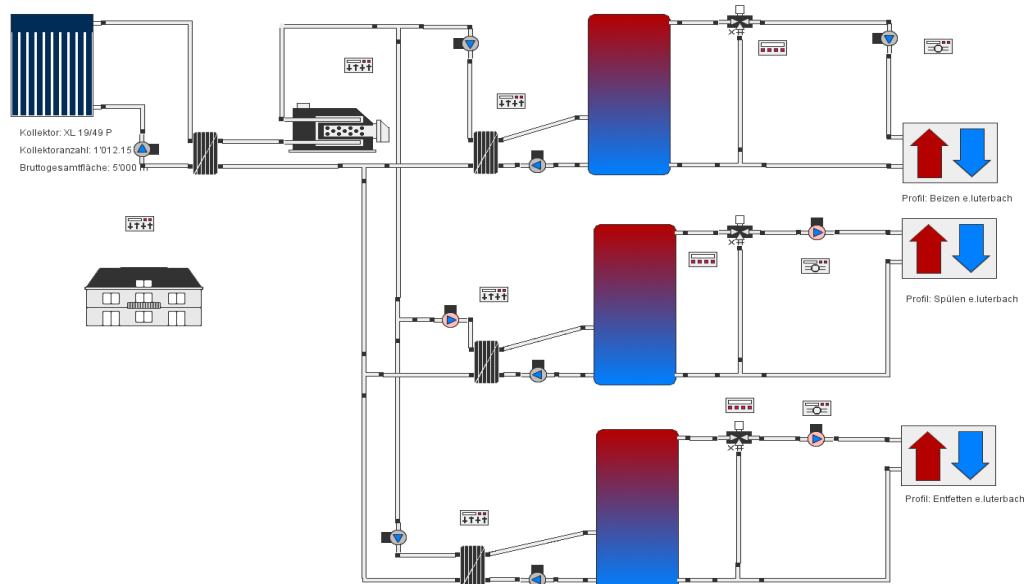 Kollektor: XL 19/49 P
Kollektoranzahl: 1'012.15
Bruttogesamtfläche: 5'000 m
Profil: Beizen e.luterbach
Profil: Spülen e.luterbach
Profil: Entfetten e.luterbach